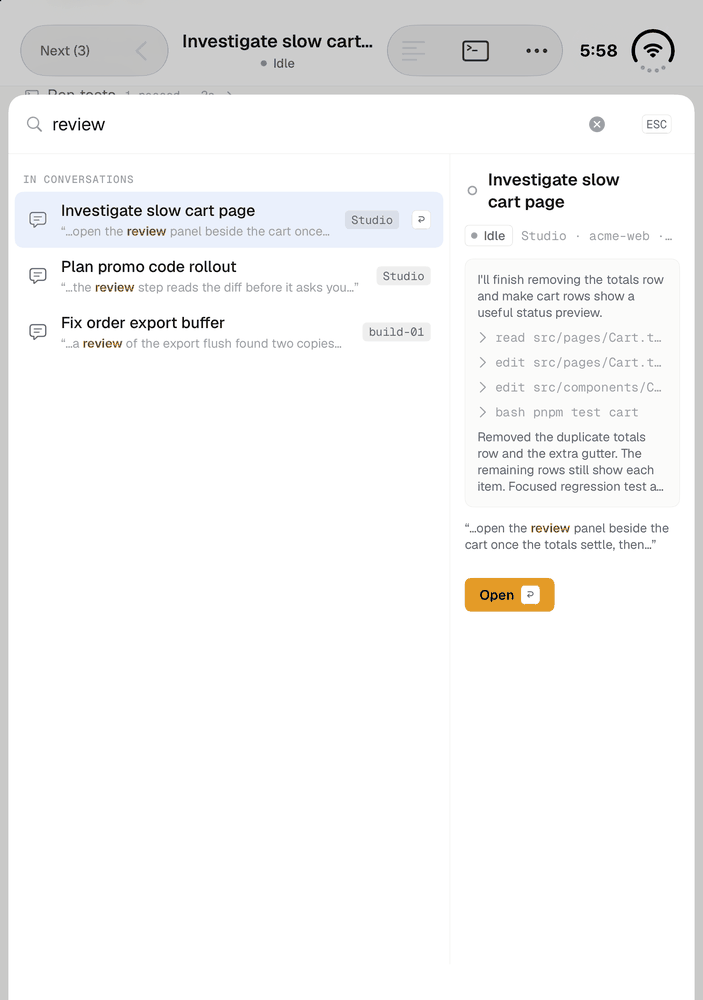 Next (3)
Investigate slow cart...
Idle
5:58
review
ESC
IN CONVERSATIONS
Investigate slow cart page
“…open the review panel beside the cart once…
Studio
Plan promo code rollout
“…the review step reads the diff before it asks you…”
Studio
Fix order export buffer
“…a review of the export flush found two copies…
build-01
Investigate slow
cart page
Idle Studio · acme-web ·…
I'll finish removing the totals row
and make cart rows show a
useful status preview.
> read src/pages/Cart.t…
> edit src/pages/Cart.t…
> edit src/components/C…
> bash pnpm test cart
Removed the duplicate totals
row and the extra gutter. The
remaining rows still show each
item. Focused regression test a…
“…open the review panel beside the
cart once the totals settle, then…”
Open